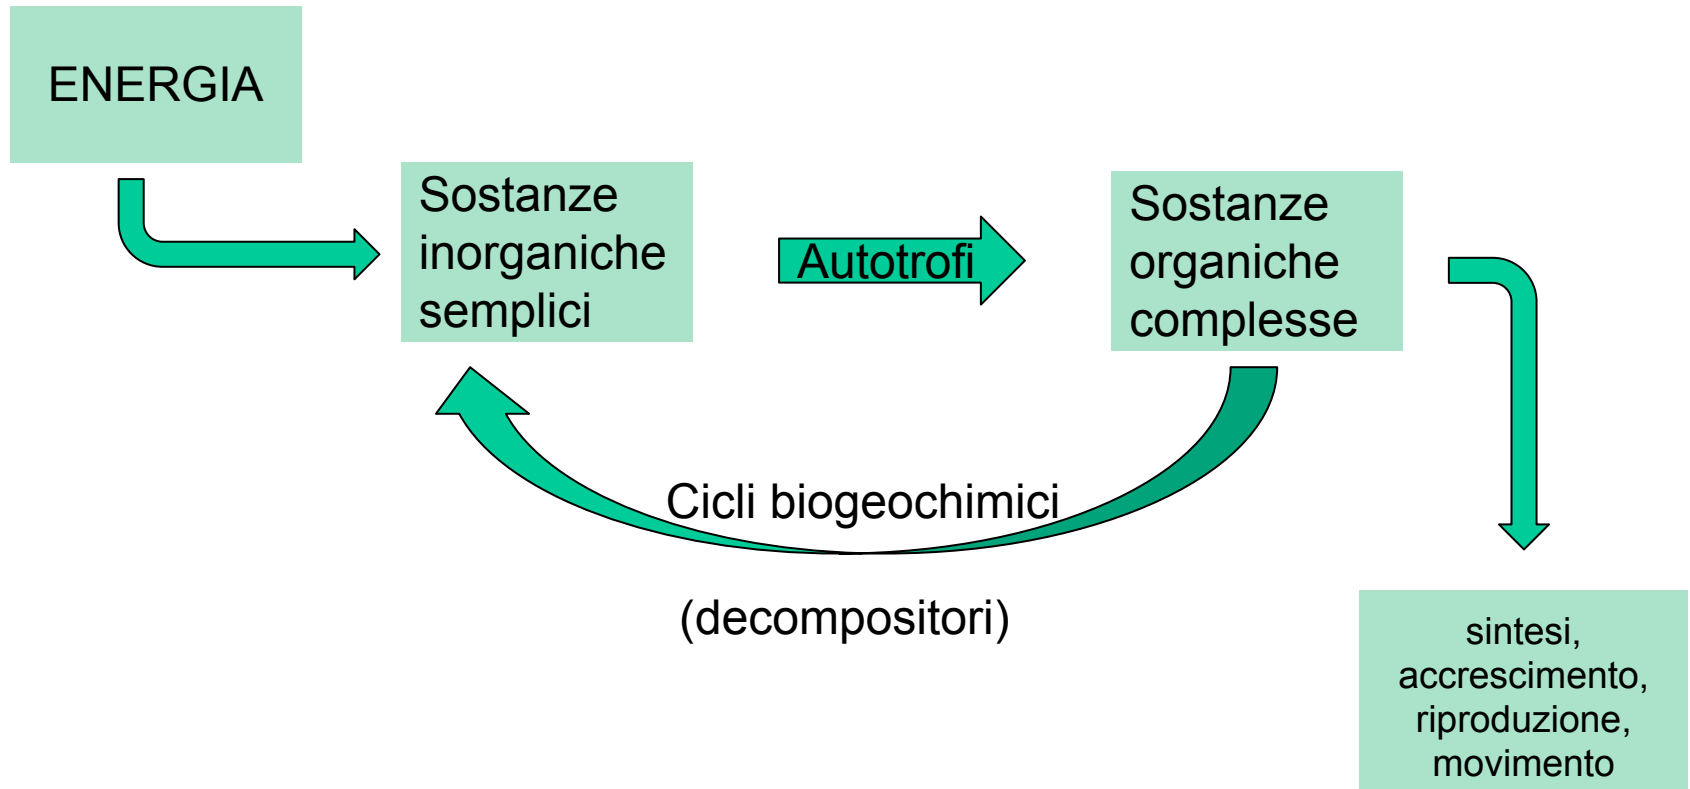 ENERGIA
Sostanze
inorganiche
semplici
Autotrofi
Sostanze
organiche
complesse
Cicli biogeochimici
(decompositori)
sintesi,
accrescimento,
riproduzione,
movimento